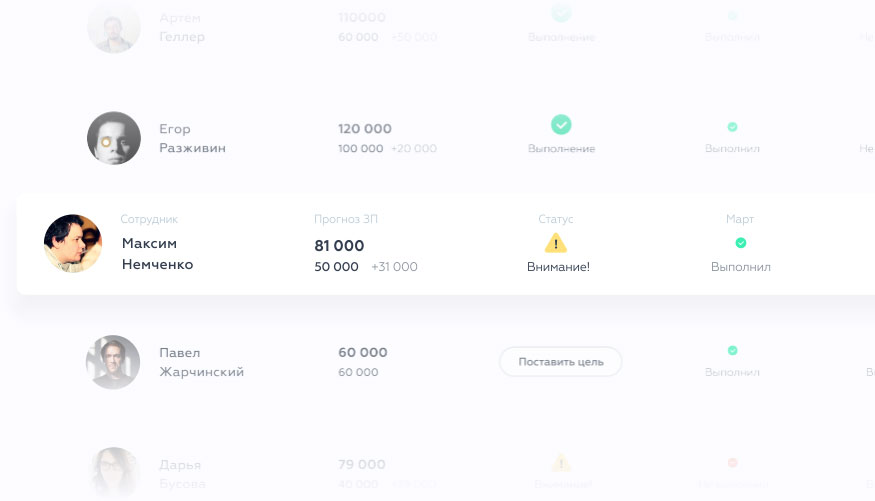 Артём
110000
Геллер
60 000 +50 000
Выполнение
Выполнил
Не
Егор
120 000
Разживин
100 000 +20 000
Выполнение
Выполнил
Не
Сотрудник
Прогноз ЗП
Статус
Март
Максим
81 000
Немченко
50 000 +31 000
Внимание!
Выполнил
Павел
60 000
Жарчинский
60 000
Поставить цель
Выполнил
В
Дарья
79 000
Бусова
40 000 +39 000
Внимание!
Не выполнил